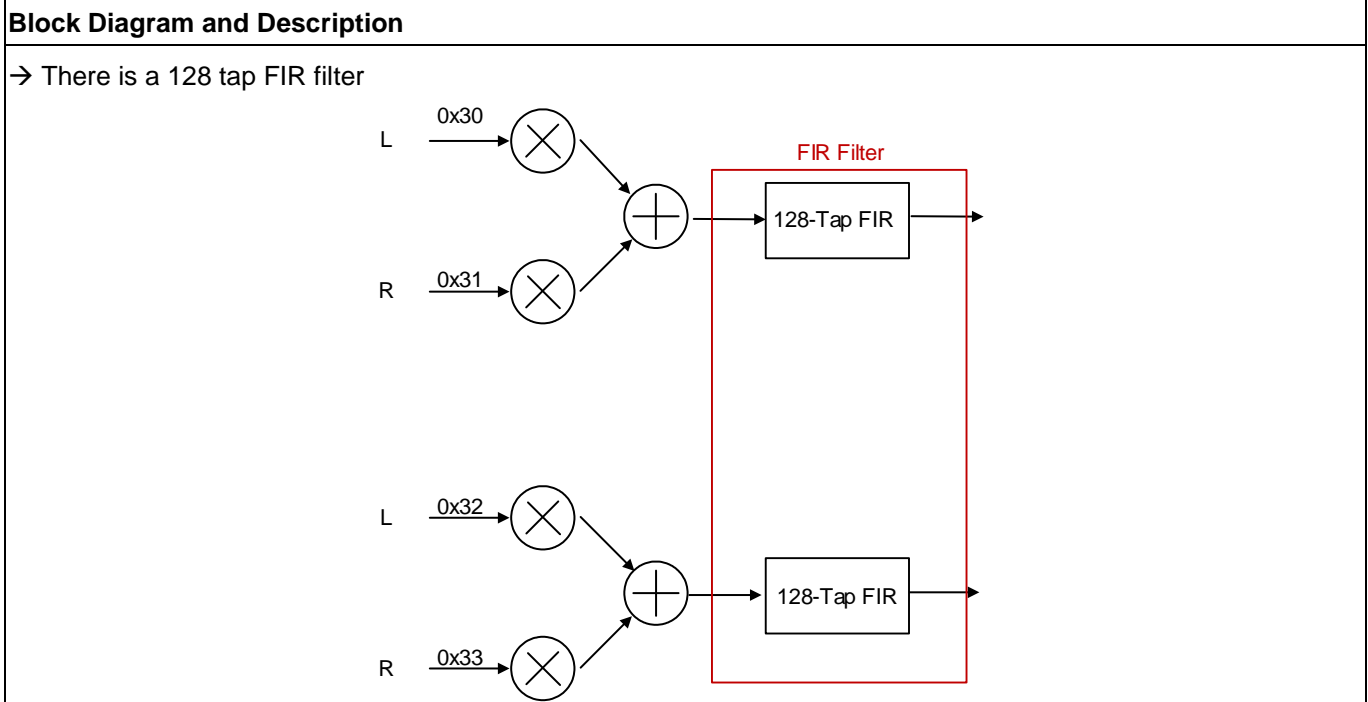 Block Diagram and Description
→ There is a 128 tap FIR filter
0x30
L
FIR Filter
128-Tap FIR
0x31
R
0x32
L
128-Tap FIR
0x33
R